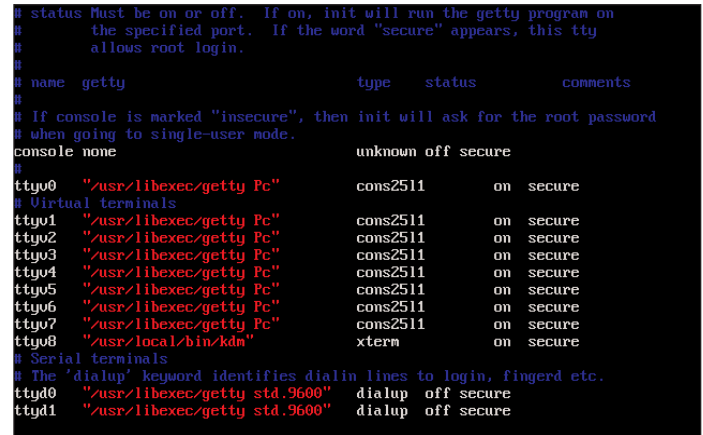 # status Must be on or off.  If on, init will run the getty program on
#        the specified port.  If the word "secure" appears, this tty
#        allows root login.
#
# name  getty                           type    status          comments
#
# If console is marked "insecure", then init will ask for the root password
# when going to single-user mode.
console none                            unknown off secure
#
ttyv0   "/usr/libexec/getty Pc"         cons25l1        on  secure
# Virtual terminals
ttyv1   "/usr/libexec/getty Pc"         cons25l1        on  secure
ttyv2   "/usr/libexec/getty Pc"         cons25l1        on  secure
ttyv3   "/usr/libexec/getty Pc"         cons25l1        on  secure
ttyv4   "/usr/libexec/getty Pc"         cons25l1        on  secure
ttyv5   "/usr/libexec/getty Pc"         cons25l1        on  secure
ttyv6   "/usr/libexec/getty Pc"         cons25l1        on  secure
ttyv7   "/usr/libexec/getty Pc"         cons25l1        on  secure
ttyv8   "/usr/local/bin/kdm"            xterm           on  secure
# Serial terminals
# The 'dialup' keyword identifies dialin lines to login, fingerd etc.
ttyd0   "/usr/libexec/getty std.9600"   dialup  off secure
ttyd1   "/usr/libexec/getty std.9600"   dialup  off secure